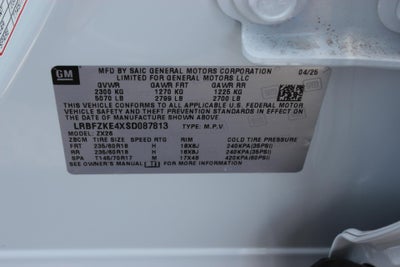 GM
MFD BY SAIC GENERAL MOTORS CORPORATION
LIMITED FOR GENERAL MOTORS LLC
04/25
GVWR GAWR FRT GAWR RR
2300 KG 1270 KG 1225 KG
5070 LB 2799 LB 2700 LB
THIS VEHICLE CONFORMS TO ALL APPLICABLE U.S. FEDERAL MOTOR
VEHICLE SAFETY AND THEFT PREVENTION STANDARDS IN EFFECT ON
THE DATE OF MANUFACTURE SHOWN ABOVE.
LRBFZKE4XSD087813 TYPE: M.P.V.
ZBCM ZX26
TIRE SIZE SPEED RTG RIM COLD TIRE PRESSURE
FRT 235/60R18 H 18X8J 240KPA(35PSI)
RR 235/60R18 H 18X8J 240KPA(35PSI)
SPA T145/70R17 M 17X4B 420KPA(60PSI)
SEE OWNER'S MANUAL FOR MORE INFORMATION